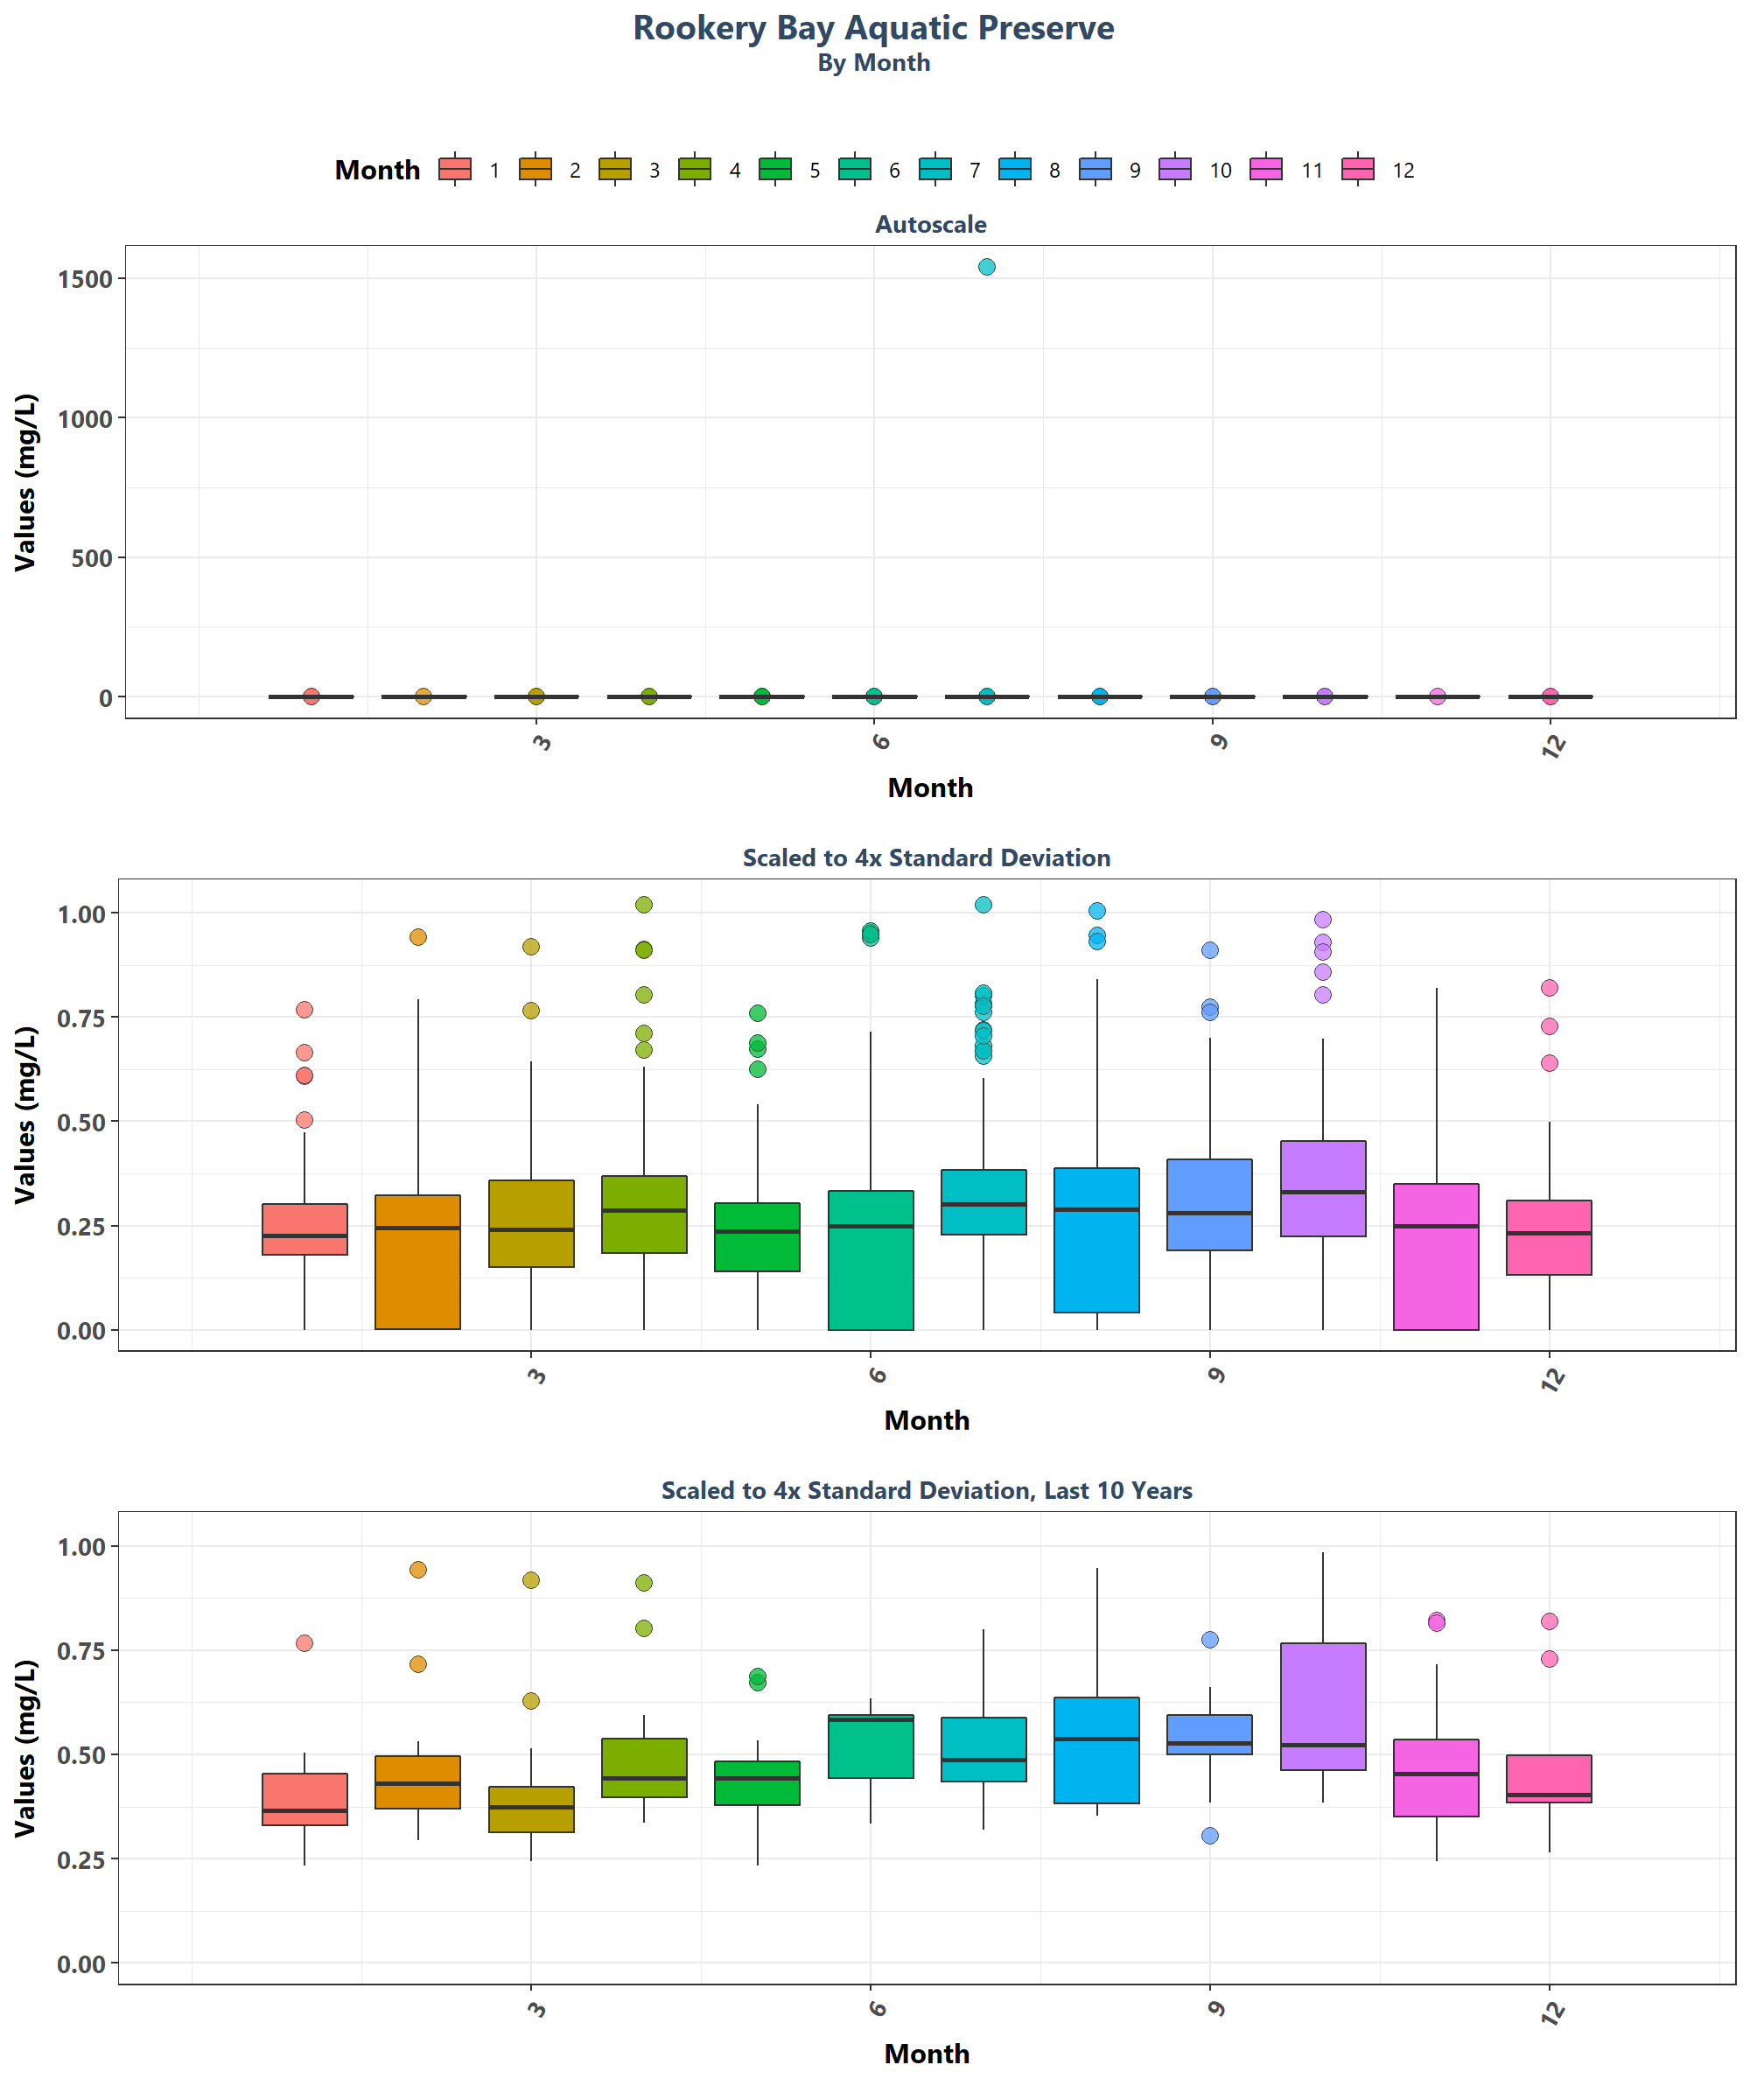 Rookery Bay Aquatic Preserve
By Month
Month 1 2 3 4 5 6 7 8 9 10 11 12
Autoscale
Values (mg/L)
1500
1000
500
0
3 6 9 12
Month
Scaled to 4x Standard Deviation
Values (mg/L)
1.00
0.75
0.50
0.25
0.00
3 6 9 12
Month
Scaled to 4x Standard Deviation, Last 10 Years
Values (mg/L)
1.00
0.75
0.50
0.25
0.00
3 6 9 12
Month